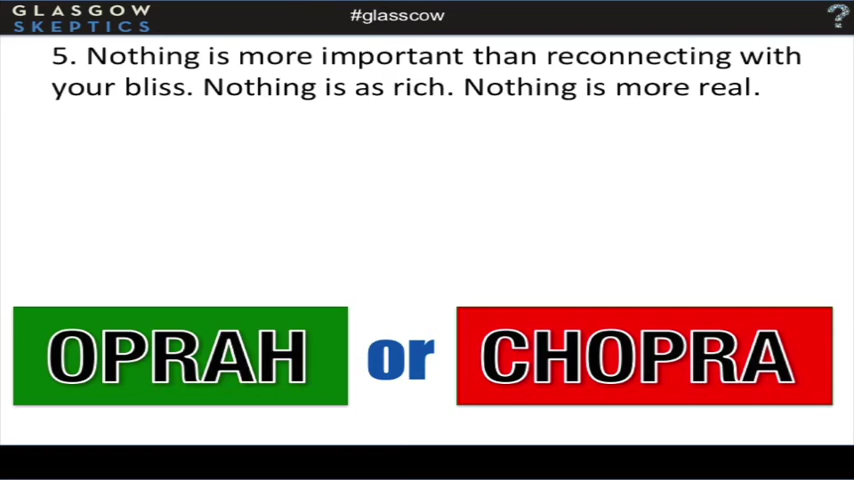 GLASGOW
SKEPTICS
#glasscow
?
5. Nothing is more important than reconnecting with
your bliss. Nothing is as rich. Nothing is more real.
OPRAH or CHOPRA